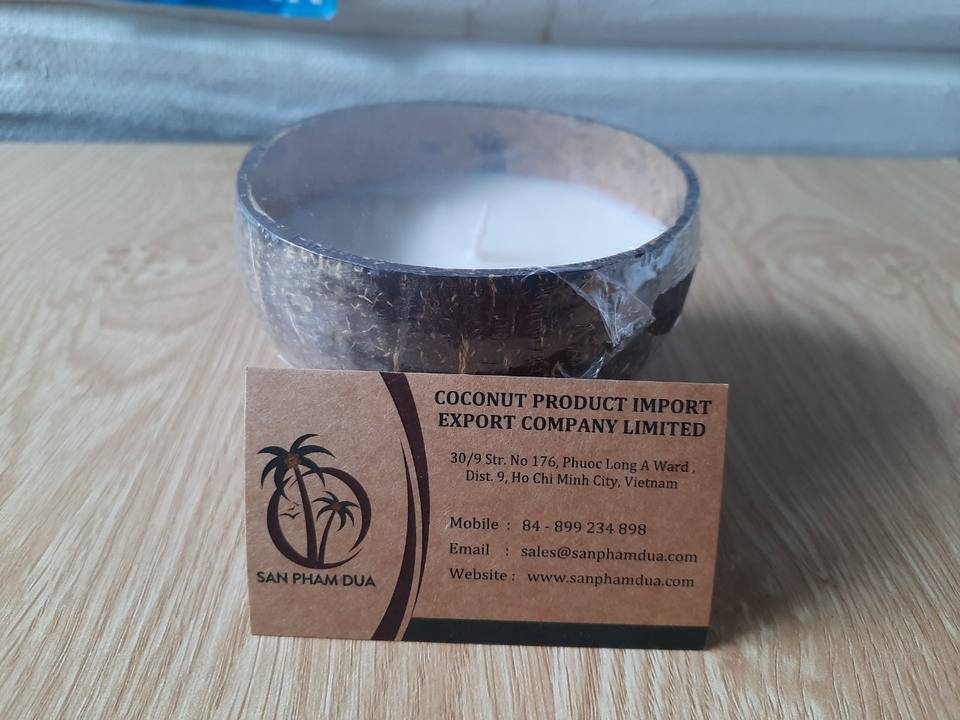 COCONUT PRODUCT IMPORT
EXPORT COMPANY LIMITED
30/9 Str. No 176, Phuoc Long A Ward ,
Dist. 9, Ho Chi Minh City, Vietnam
Mobile : 84 - 899 234 898
Email : sales@sanphamdua.com
Website : www.sanphamdua.com
SAN PHAM DUA